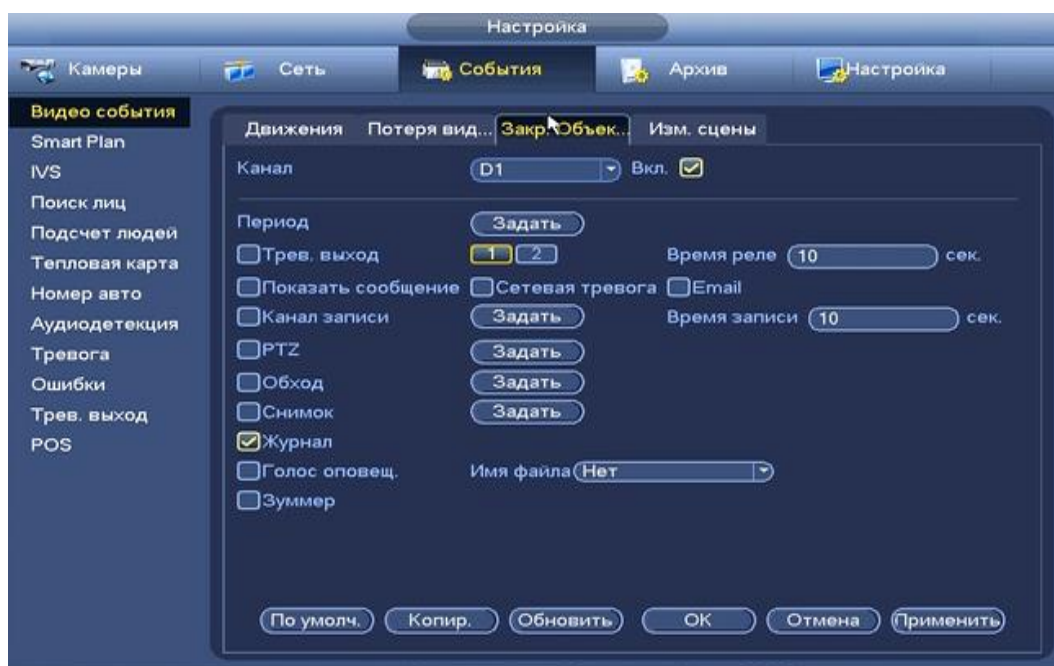 Настройка
Камеры Сеть События Архив Настройка
Видео события
Smart Plan
IVS
Поиск лиц
Подсчет людей
Тепловая карта
Номер авто
Аудиодетекция
Тревога
Ошибки
Трев. выход
POS
Движения Потеря вид... Закр. Объек... Изм. сцены
Канал D1 Вкл.
Период Задать
Трев. выход 1 2 Время реле 10 сек.
Показать сообщение Сетевая тревога Email
Канал записи Задать Время записи 10 сек.
PTZ Задать
Обход Задать
Снимок Задать
Журнал
Голос оповещ. Имя файла Нет
Зуммер
По умолч. Копир. Обновить OK Отмена Применить